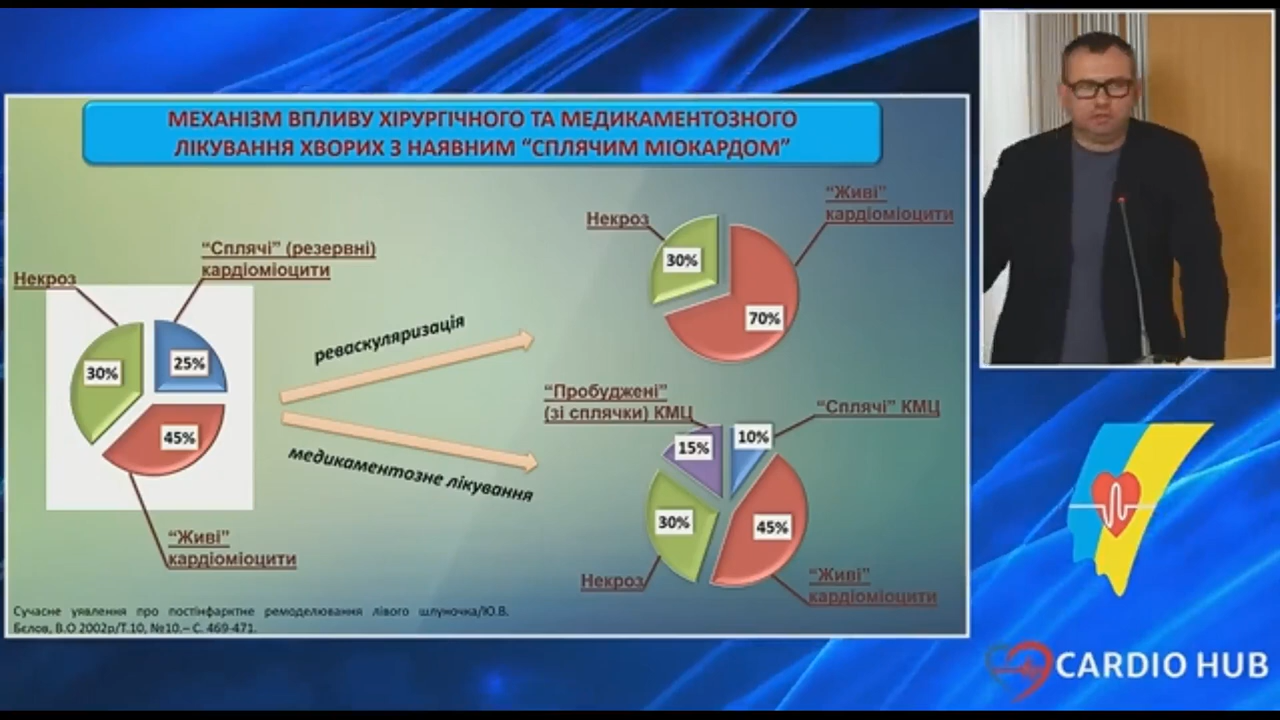 МЕХАНІЗМ ВПЛИВУ ХІРУРГІЧНОГО ТА МЕДИКАМЕНТОЗНОГО
ЛІКУВАННЯ ХВОРИХ З НАЯВНИМ “СПЛЯЧИМ МІОКАРДОМ”
“Сплячі” (резервні)
кардіоміоцити
Некроз
30%
25%
45%
“Живі”
кардіоміоцити
реваскуляризація
медикаментозне лікування
Некроз
“Живі”
кардіоміоцити
30%
70%
“Пробуджені”
(зі сплячки) КМЦ
“Сплячі” КМЦ
15%
10%
30%
45%
Некроз
“Живі”
кардіоміоцити
Сучасне уявлення про постінфарктне ремоделювання лівого шлуночка/Ю.В.
Бєлов, В.О 2002р/Т.10, №10.– С. 469-471.
CARDIO HUB